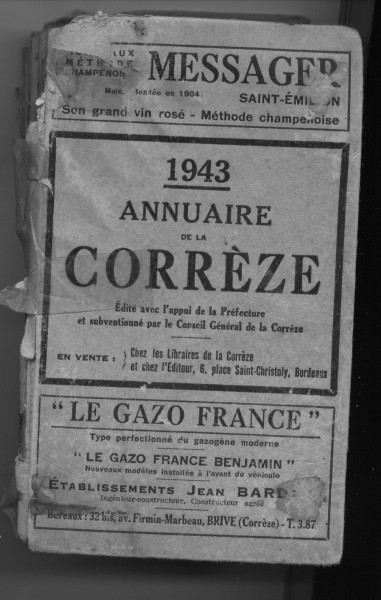 MÉTHODE
CHAMPENOISE
MESSAGER
Mais. fondée en 1904
SAINT-ÉMILION
Son grand vin rosé - Méthode champenoise
1943
ANNUAIRE
DE LA
CORRÈZE
Édité avec l'appui de la Préfecture
et subventionné par le Conseil Général de la Corrèze
EN VENTE : Chez les Libraires de la Corrèze
et chez l'Editeur, 6, place Saint-Christoly, Bordeaux
" LE GAZO FRANCE "
Type perfectionné du gazogène moderne
" LE GAZO FRANCE BENJAMIN "
Nouveaux modèles installés à l'avant du véhicule
ÉTABLISSEMENTS JEAN BARD
Ingénieur-constructeur. Constructeur agréé
Bureaux : 32 bis, av. Firmin-Marbeau, BRIVE (Corrèze) - T. 3.87